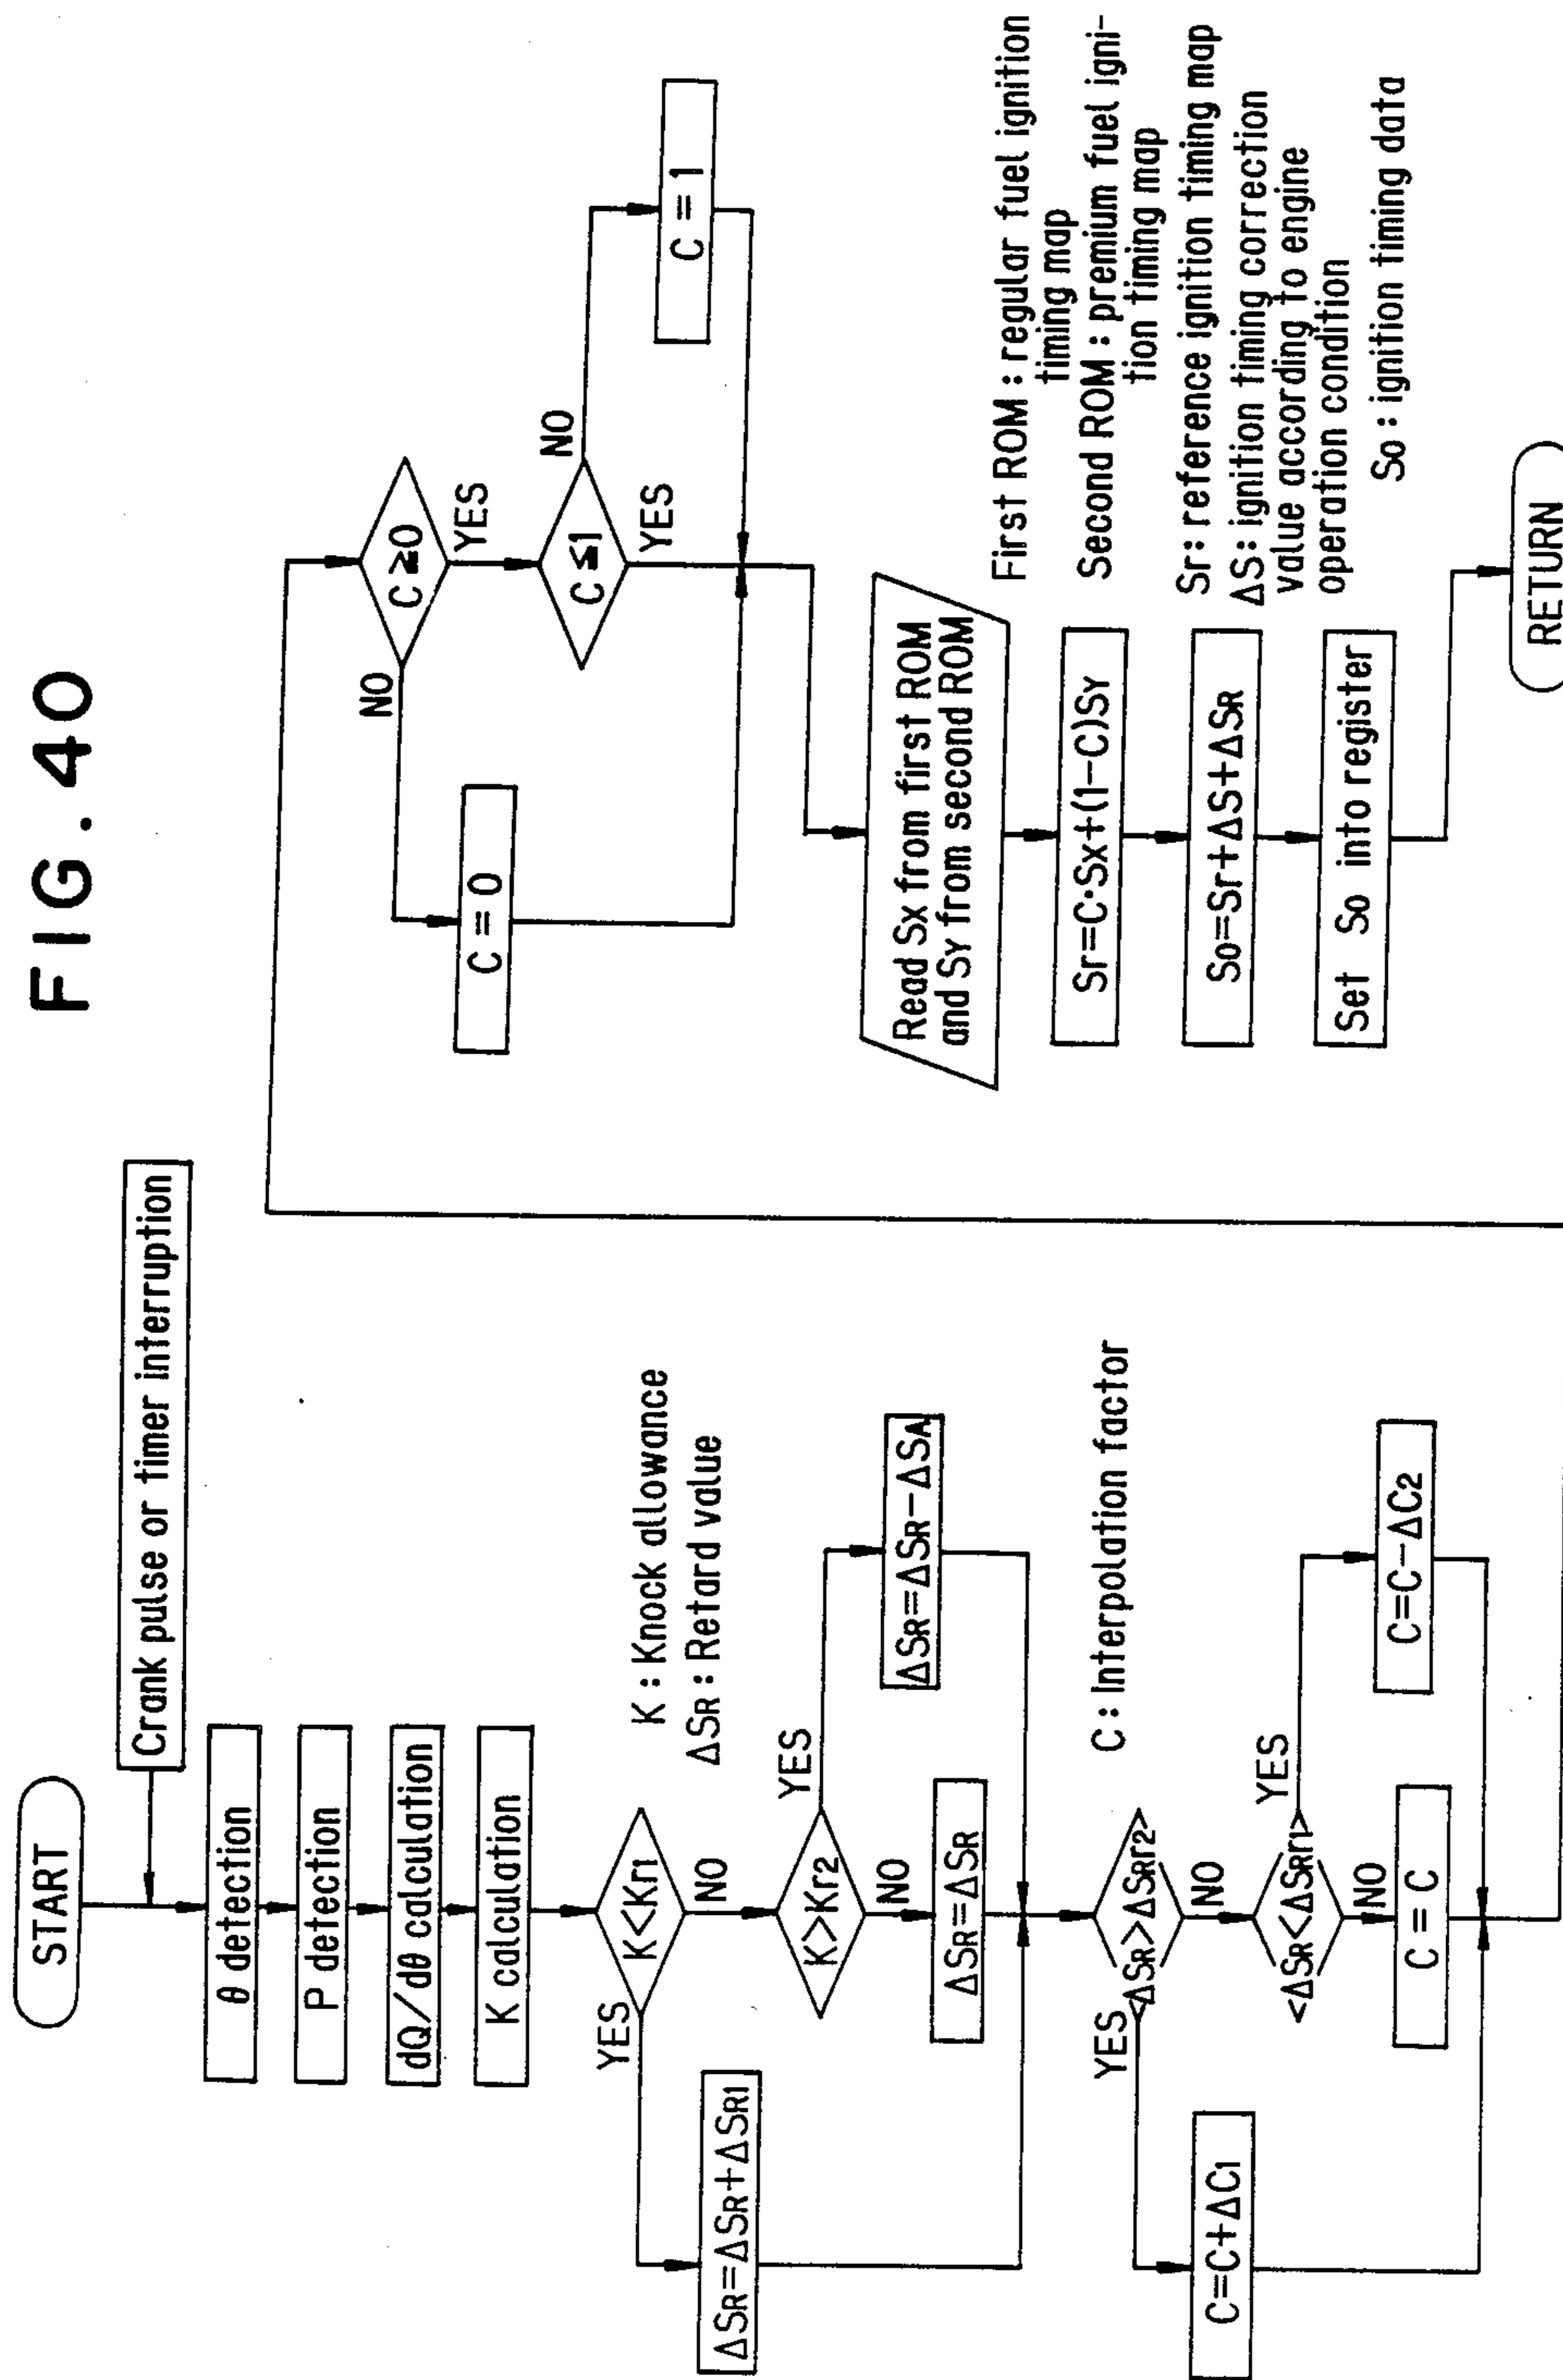 FIG. 40
START
Crank pulse or timer interruption
θ detection
P detection
dQ/dθ calculation
K calculation
K<Kr1
YES
NO
K : Knock allowance
ΔSR : Retard value
K>Kr2
YES
NO
ΔSR=ΔSR+ΔSR1
ΔSR=ΔSR
ΔSR=ΔSR-ΔSA
<ΔSR>ΔSRr2>
YES
NO
C : Interpolation factor
<ΔSR<ΔSRr1>
YES
NO
C=C+ΔC1
C = C
C=C-ΔC2
C≧0
NO
YES
C = 0
C≦1
NO
YES
C = 1
Read SX from first ROM
and SY from second ROM
Sr=C·SX+(1-C)SY
So=Sr+ΔS+ΔSR
Set So into register
RETURN
First ROM : regular fuel ignition
timing map
Second ROM : premium fuel igni-
tion timing map
Sr : reference ignition timing map
ΔS : ignition timing correction
value according to engine
operation condition
So : ignition timing data